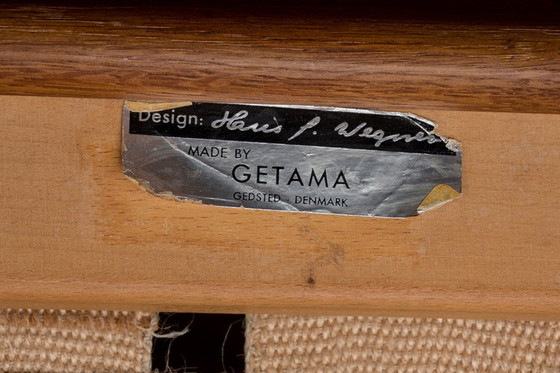 Design: Hans J. Wegner
MADE BY
GETAMA
GEDSTED - DENMARK